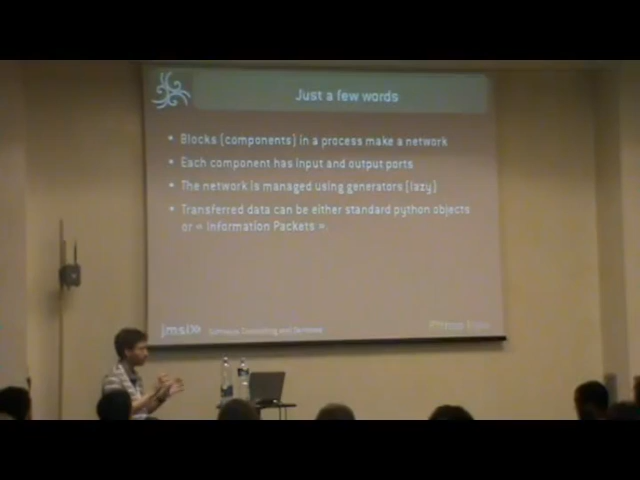 Just a few words
• Blocks (components) in a process make a network
• Each component has input and output ports
• The network is managed using generators (lazy)
• Transferred data can be either standard python objects
or « Information Packets ».
Software, Consulting and Services